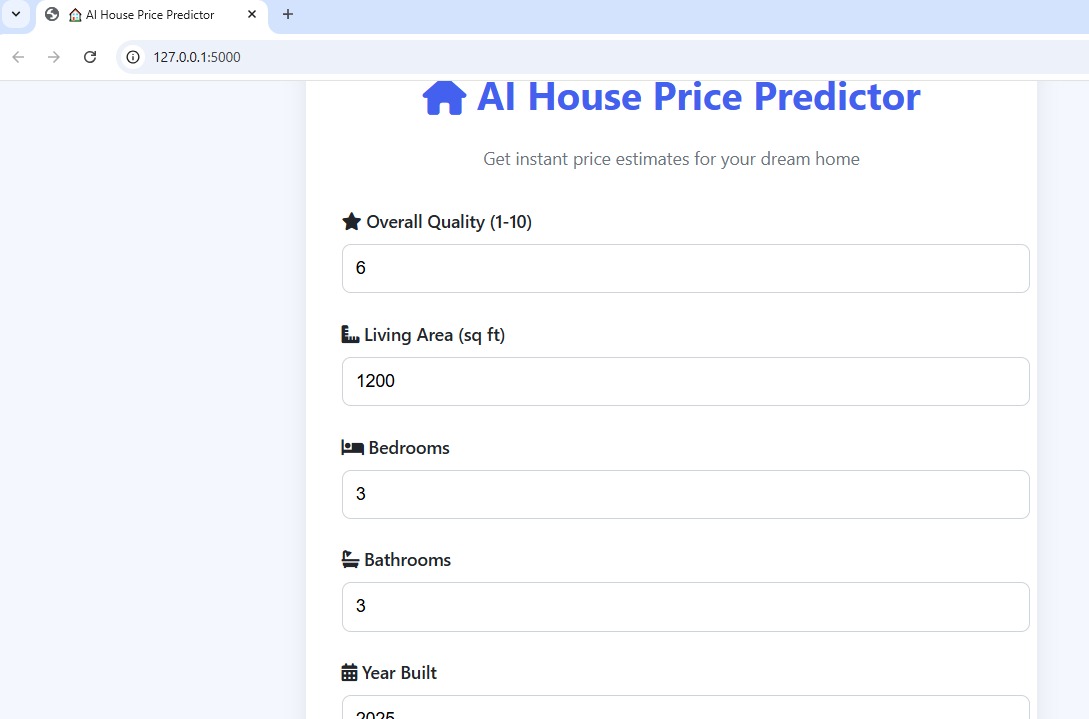 AI House Price Predictor
127.0.0.1:5000
AI House Price Predictor
Get instant price estimates for your dream home
Overall Quality (1-10)
6
Living Area (sq ft)
1200
Bedrooms
3
Bathrooms
3
Year Built
2025